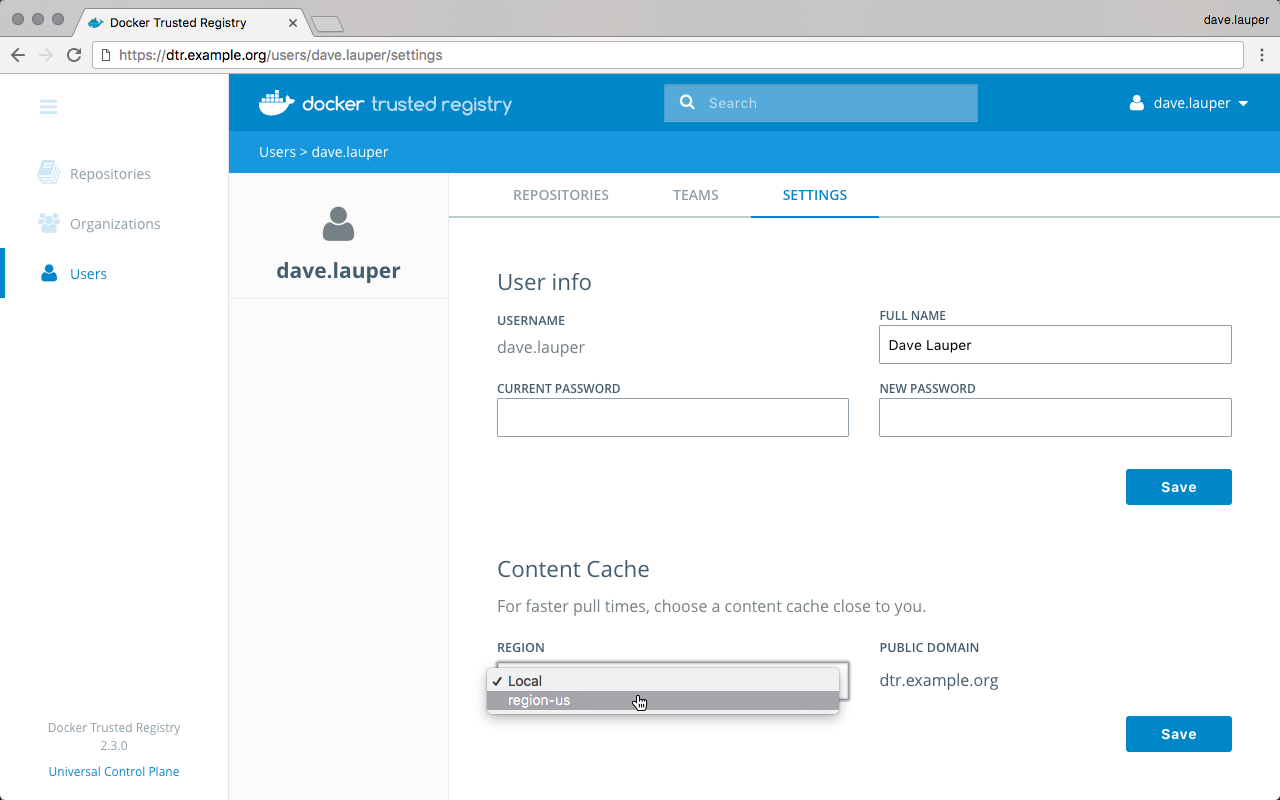 Docker Trusted Registry
dave.lauper
https://dtr.example.org/users/dave.lauper/settings
docker trusted registry
Search
dave.lauper
Users > dave.lauper
Repositories
Organizations
Users
dave.lauper
REPOSITORIES
TEAMS
SETTINGS
User info
USERNAME
dave.lauper
FULL NAME
Dave Lauper
CURRENT PASSWORD
NEW PASSWORD
Save
Content Cache
For faster pull times, choose a content cache close to you.
REGION
Local
region-us
PUBLIC DOMAIN
dtr.example.org
Save
Docker Trusted Registry
2.3.0
Universal Control Plane